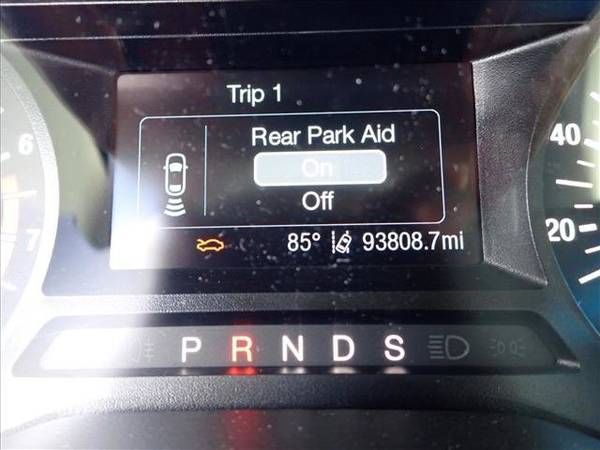 Trip 1
Rear Park Aid
On
Off
85° 93808.7mi
6
7
40
20
P R N D S